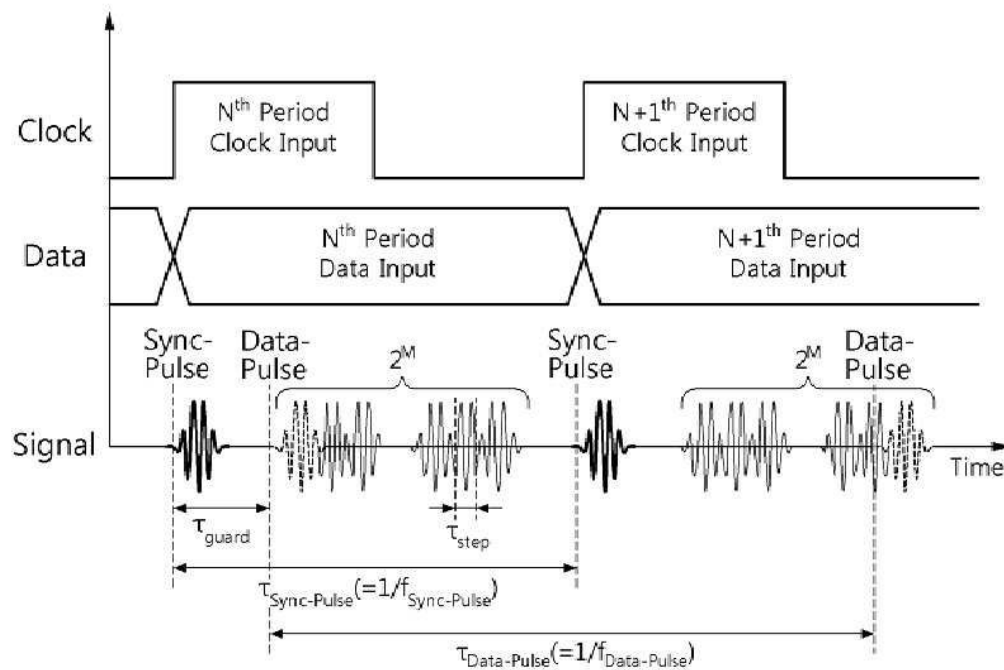 Clock
Nth Period
Clock Input
N+1th Period
Clock Input
Data
Nth Period
Data Input
N+1th Period
Data Input
Sync-
Pulse
Data-
Pulse
2M
Sync-
Pulse
2M
Data-
Pulse
Signal
Time
τguard
τstep
τSync-Pulse(=1/fSync-Pulse)
τData-Pulse(=1/fData-Pulse)